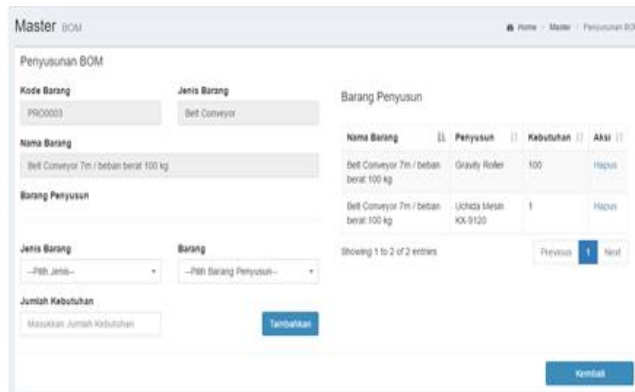 Master BOM
Home Master Penyusunan BOM
Penyusunan BOM
Kode Barang Jenis Barang
PRO0003 Belt Conveyor
Nama Barang
Belt Conveyor 7m / beban berat 100 kg
Barang Penyusun
Jenis Barang Barang
--Pilih Jenis-- --Pilih Barang Penyusun--
Jumlah Kebutuhan
Masukkan Jumlah Kebutuhan Tambahkan
Barang Penyusun
Nama Barang Penyusun Kebutuhan Aksi
Belt Conveyor 7m / beban Gravity Roller 100 Hapus
berat 100 kg
Belt Conveyor 7m / beban Uchida Mesin 1 Hapus
berat 100 kg KX-9120
Showing 1 to 2 of 2 entries Previous 1 Next
Kembali